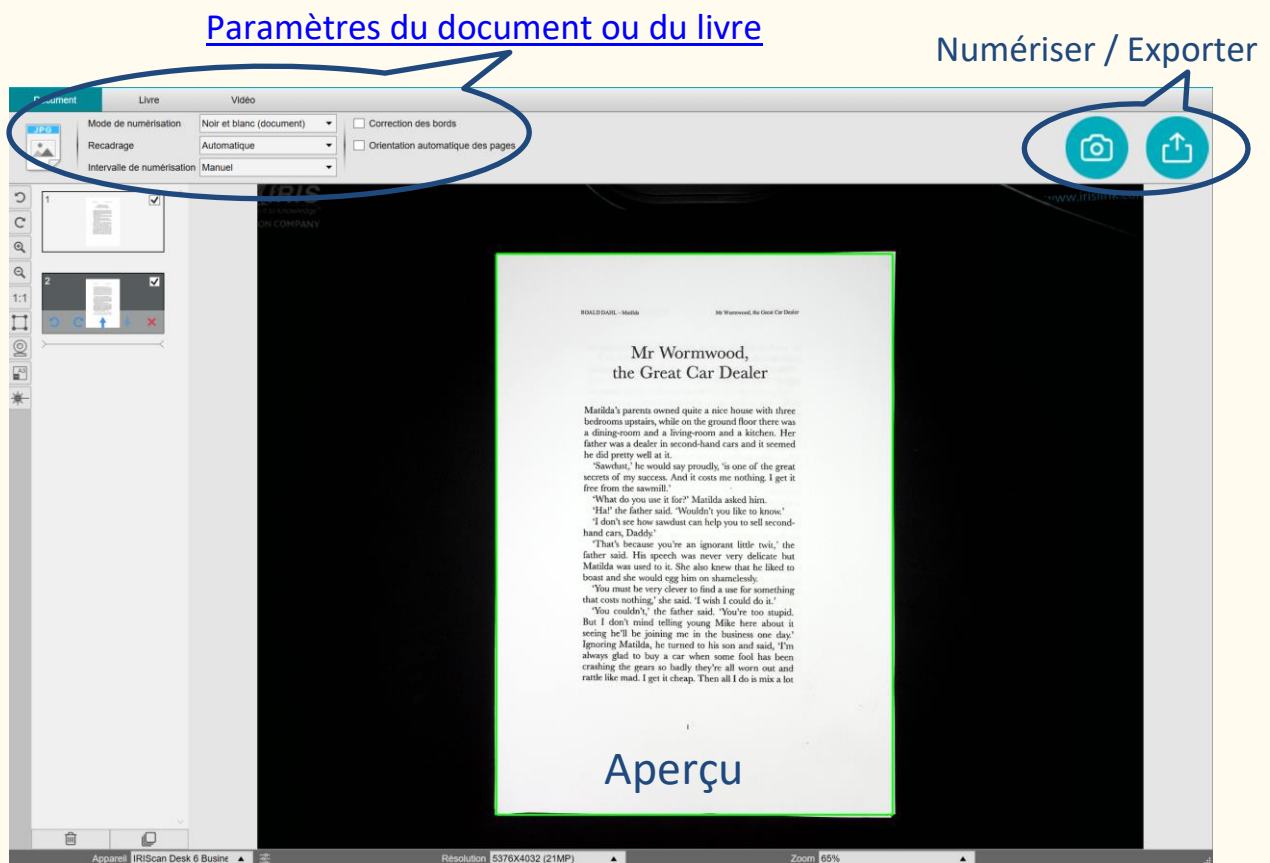 Paramètres du document ou du livre
Numériser / Exporter
Document
Livre
Vidéo
JPG
Mode de numérisation
Noir et blanc (document)
Correction des bords
Recadrage
Automatique
Orientation automatique des pages
Intervalle de numérisation
Manuel
1
2
1:1
A3
IRIS
to Knowledge
ON COMPANY
www.irislink.com
ROALD DAHL – Matilda
Mr Wormwood, the Great Car Dealer
Mr Wormwood,
the Great Car Dealer
Matilda's parents owned quite a nice house with three
bedrooms upstairs, while on the ground floor there was
a dining-room and a living-room and a kitchen. Her
father was a dealer in second-hand cars and it seemed
he did pretty well at it.
'Sawdust,' he would say proudly, 'is one of the great
secrets of my success. And it costs me nothing. I get it
free from the sawmill.'
'What do you use it for?' Matilda asked him.
'Ha!' the father said. 'Wouldn't you like to know.'
'I don't see how sawdust can help you to sell second-
hand cars, Daddy.'
'That's because you're an ignorant little twit,' the
father said. His speech was never very delicate but
Matilda was used to it. She also knew that he liked to
boast and she would egg him on shamelessly.
'You must be very clever to find a use for something
that costs nothing,' she said. 'I wish I could do it.'
'You couldn't,' the father said. 'You're too stupid.
But I don't mind telling young Mike here about it
seeing he'll be joining me in the business one day.'
Ignoring Matilda, he turned to his son and said, 'I'm
always glad to buy a car when some fool has been
crashing the gears so badly they're all worn out and
rattle like mad. I get it cheap. Then all I do is mix a lot
1
Aperçu
Appareil
IRIScan Desk 6 Busine
Résolution
5376X4032 (21MP)
Zoom
65%